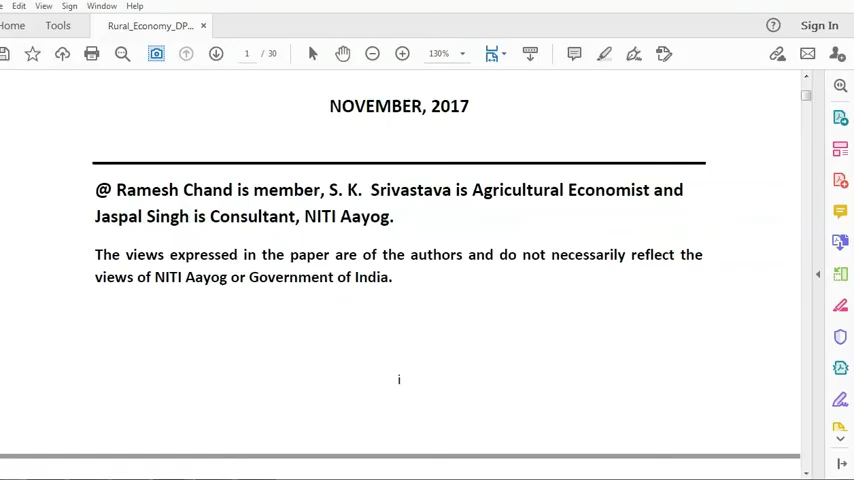 Edit View Sign Window Help
Home Tools Rural_Economy_DP... ×
? Sign In
1 / 30 130%
NOVEMBER, 2017
@ Ramesh Chand is member, S. K. Srivastava is Agricultural Economist and
Jaspal Singh is Consultant, NITI Aayog.
The views expressed in the paper are of the authors and do not necessarily reflect the
views of NITI Aayog or Government of India.
i